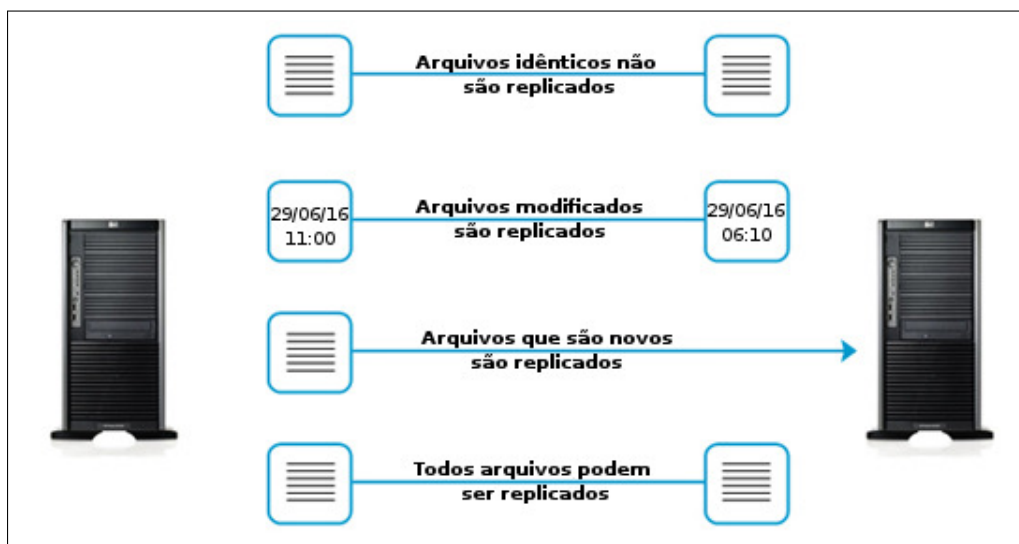 Arquivos idênticos não
são replicados
29/06/16
11:00
Arquivos modificados
são replicados
29/06/16
06:10
Arquivos que são novos
são replicados
Todos arquivos podem
ser replicados